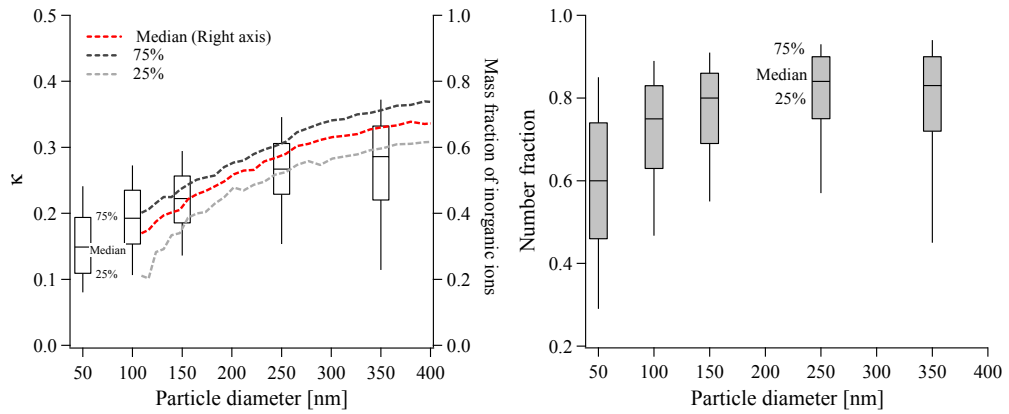 0.5
0.4
0.3
0.2
0.1
0.0
κ
Median (Right axis)
75%
25%
75%
Median
25%
1.0
0.8
0.6
0.4
0.2
0.0
Mass fraction of inorganic ions
50 100 150 200 250 300 350 400
Particle diameter [nm]
1.0
0.8
0.6
0.4
0.2
Number fraction
75%
Median
25%
50 100 150 200 250 300 350 400
Particle diameter [nm]